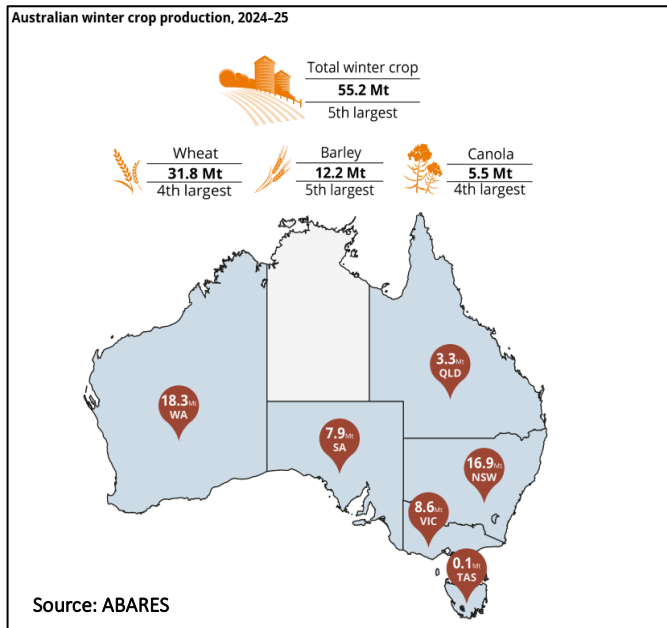 Australian winter crop production, 2024–25
Total winter crop
55.2 Mt
5th largest
Wheat
31.8 Mt
4th largest
Barley
12.2 Mt
5th largest
Canola
5.5 Mt
4th largest
3.3Mt
QLD
18.3Mt
WA
7.9Mt
SA
16.9Mt
NSW
8.6Mt
VIC
0.1Mt
TAS
Source: ABARES